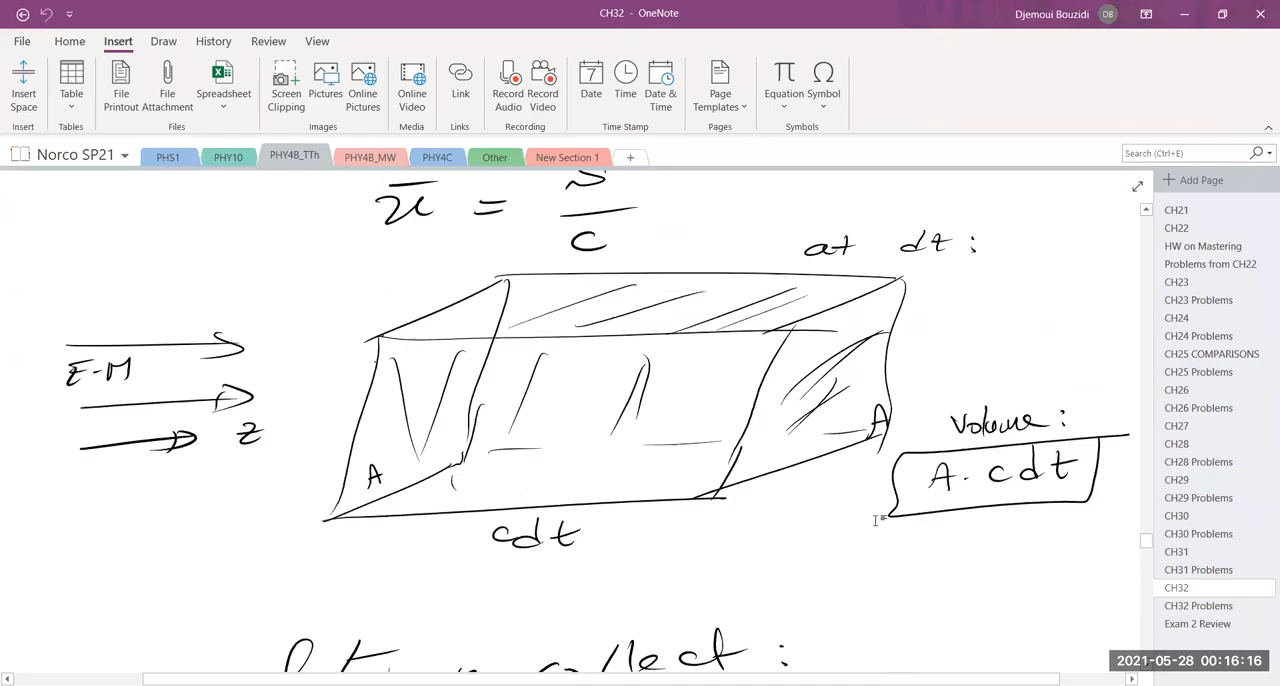 CH32 - OneNote
Djemoui Bouzidi DB
File Home Insert Draw History Review View
Insert Space
Table
File Printout
File Attachment
Spreadsheet
Screen Clipping
Pictures
Online Pictures
Online Video
Link
Record Audio
Record Video
Date
Time
Date & Time
Page Templates
Equation
Symbol
Insert Tables Files Images Media Links Recording Time Stamp Pages Symbols
Norco SP21 PHS1 PHY10 PHY4B_TTh PHY4B_MW PHY4C Other New Section 1 +
Search (Ctrl+E)
Add Page
CH21
CH22
HW on Mastering
Problems from CH22
CH23
CH23 Problems
CH24
CH24 Problems
CH25 COMPARISONS
CH25 Problems
CH26
CH26 Problems
CH27
CH28
CH28 Problems
CH29
CH29 Problems
CH30
CH30 Problems
CH31
CH31 Problems
CH32
CH32 Problems
Exam 2 Review
u̅ = S̅ / c
at dt :
E-M
z
A
A
cdt
Volume :
A . cdt
collect :
2021-05-28 00:16:16